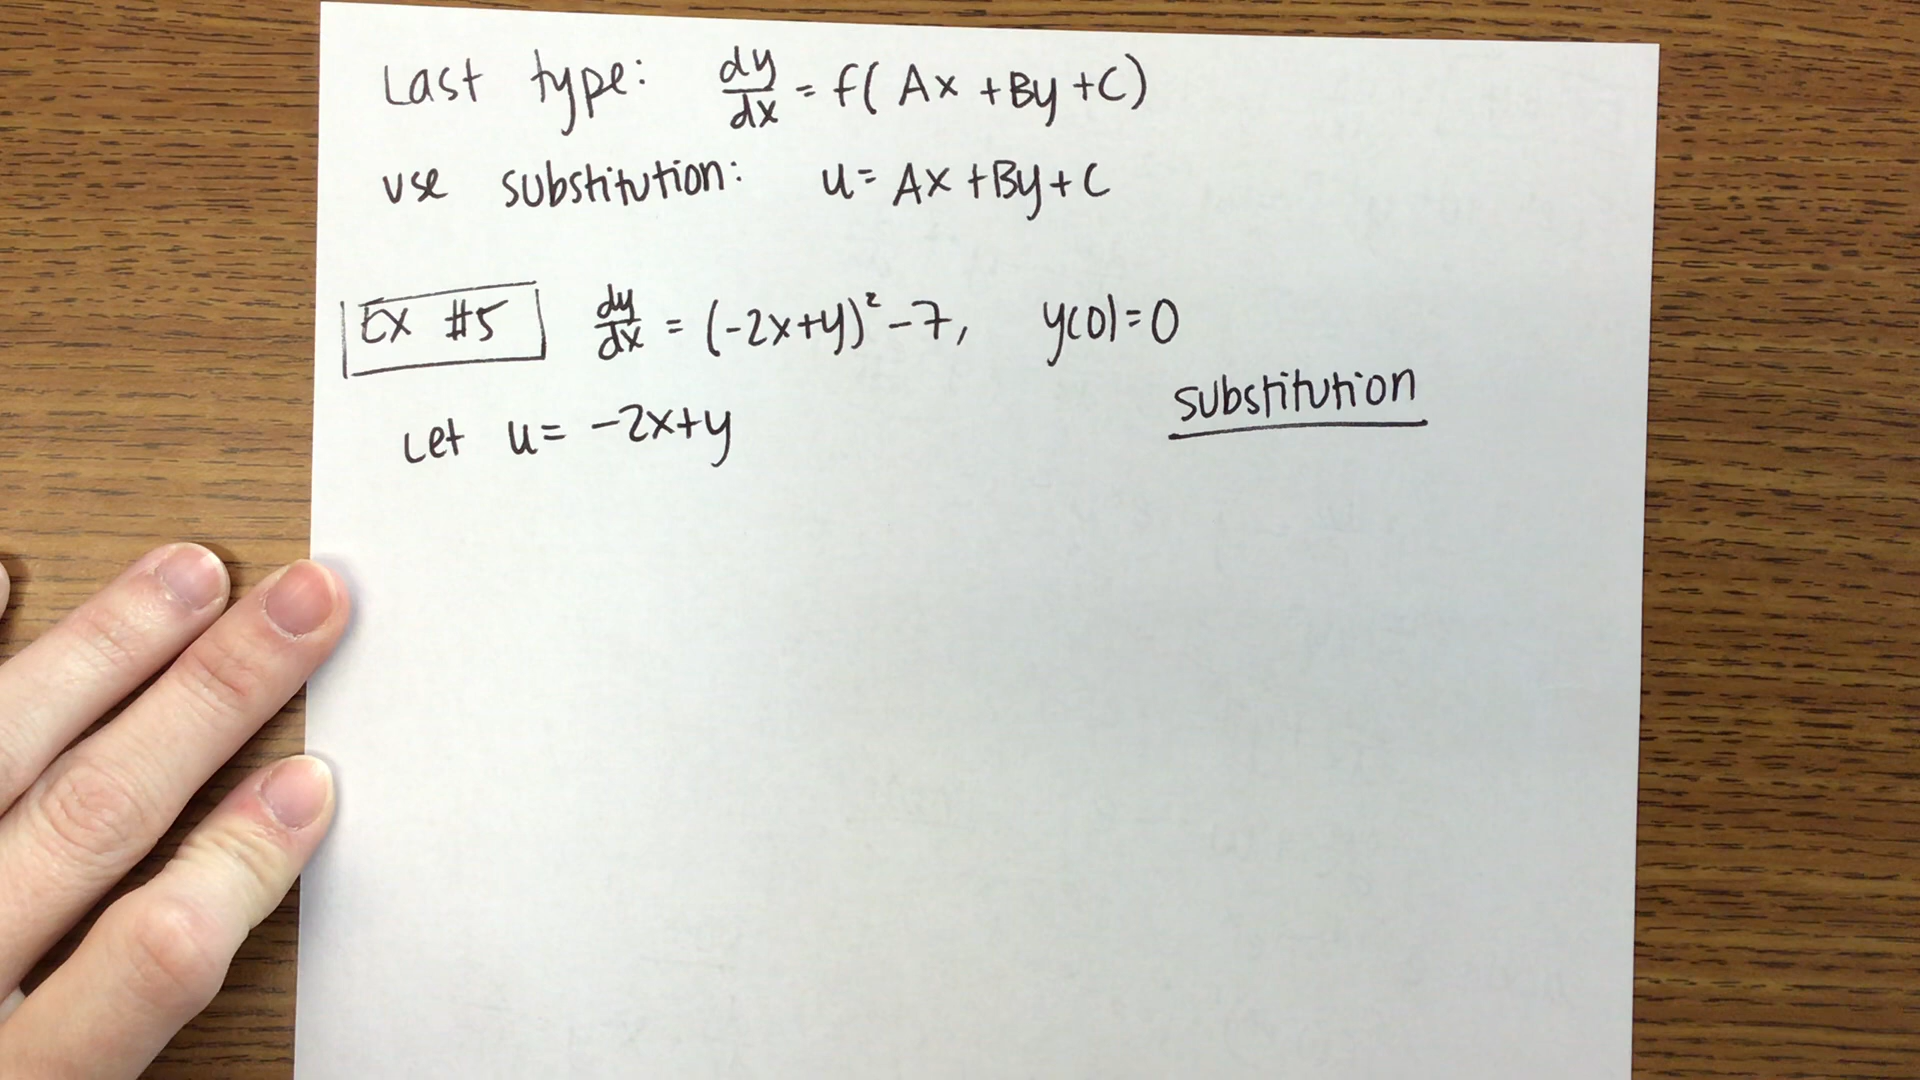 Last type: dy/dx = f(Ax + By + C)
use substitution: u = Ax + By + C
Ex #5 dy/dx = (-2x+y)² - 7, y(0) = 0
substitution
Let u = -2x+y